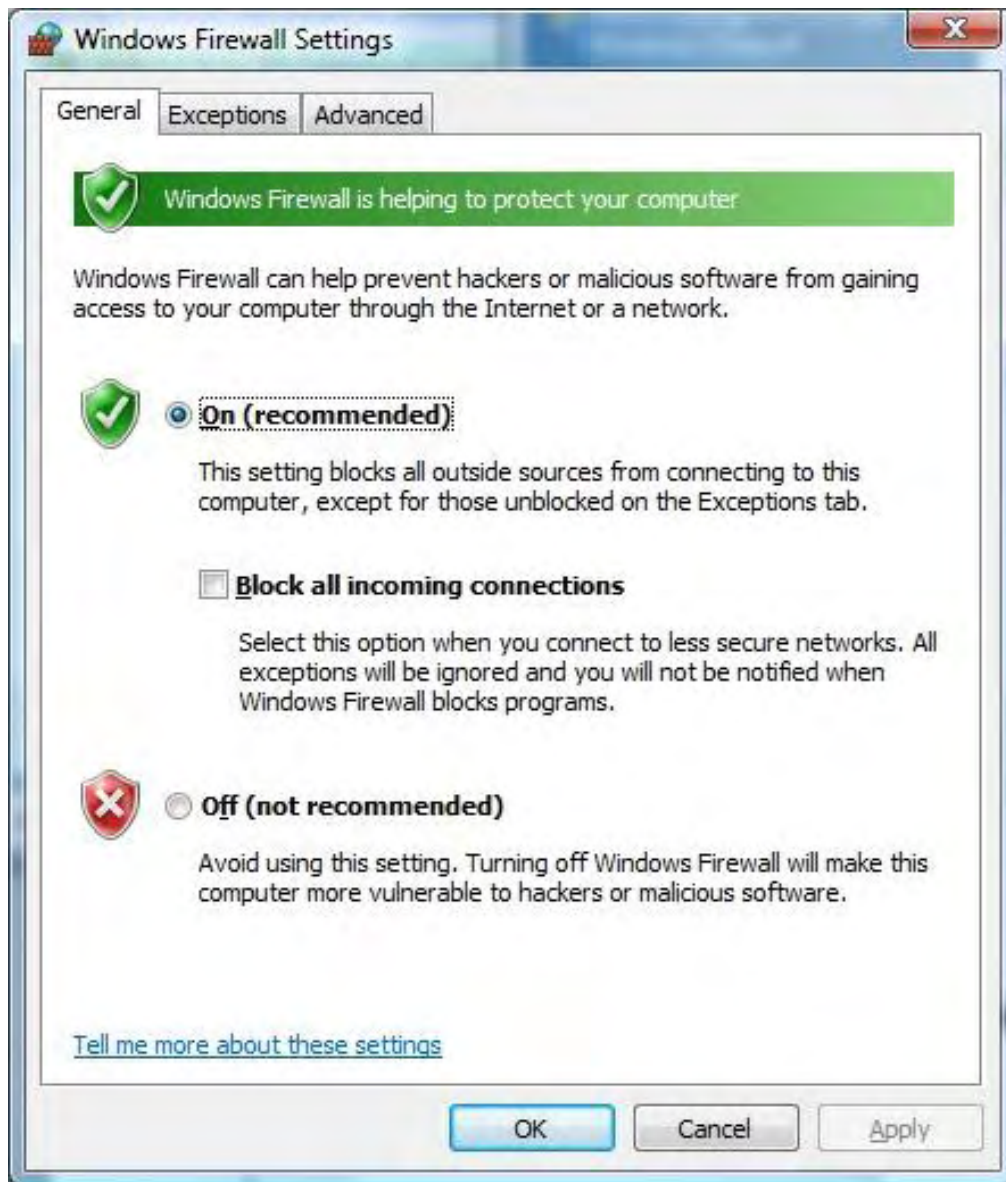 Windows Firewall Settings
General
Exceptions
Advanced
Windows Firewall is helping to protect your computer
Windows Firewall can help prevent hackers or malicious software from gaining
access to your computer through the Internet or a network.
On (recommended)
This setting blocks all outside sources from connecting to this
computer, except for those unblocked on the Exceptions tab.
Block all incoming connections
Select this option when you connect to less secure networks. All
exceptions will be ignored and you will not be notified when
Windows Firewall blocks programs.
Off (not recommended)
Avoid using this setting. Turning off Windows Firewall will make this
computer more vulnerable to hackers or malicious software.
Tell me more about these settings
OK
Cancel
Apply